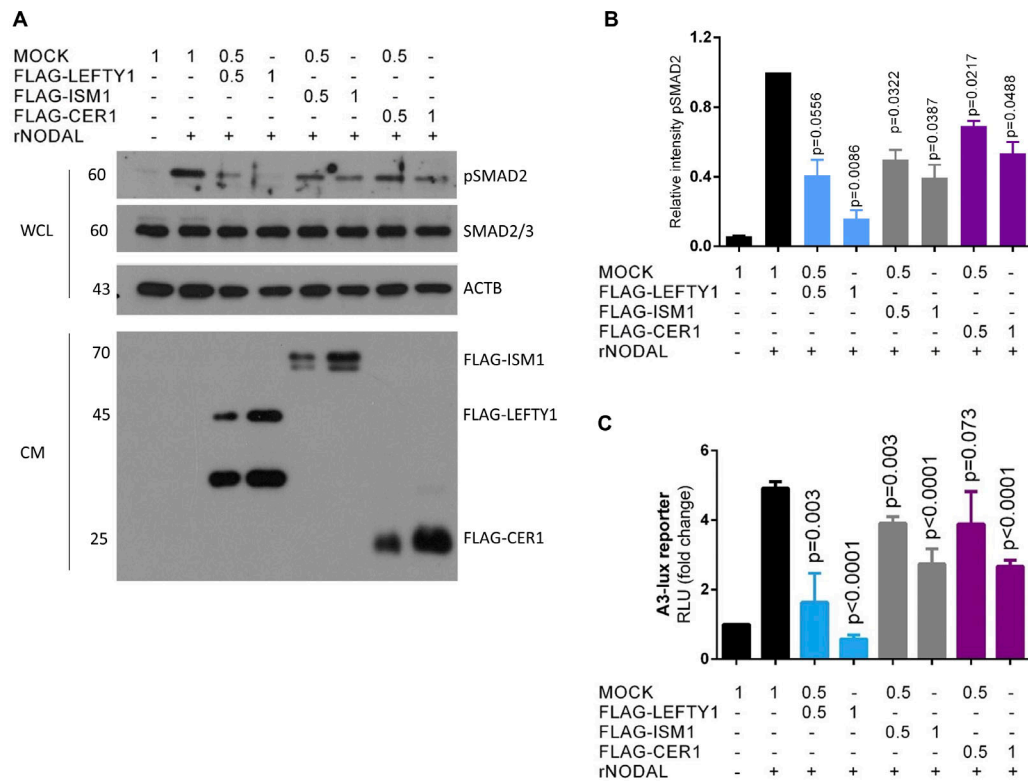 A
MOCK 1 1 0.5 - 0.5 - 0.5 -
FLAG-LEFTY1 - - 0.5 1 - - - -
FLAG-ISM1 - - - - 0.5 1 - -
FLAG-CER1 - - - - - - 0.5 1
rNODAL - + + + + + + +
60 pSMAD2
WCL 60 SMAD2/3
43 ACTB
70 FLAG-ISM1
45 FLAG-LEFTY1
CM
25 FLAG-CER1
B
Relative intensity pSMAD2
1.2
0.8
0.4
0.0
p=0.0556
p=0.0086
p=0.0322
p=0.0387
p=0.0217
p=0.0488
MOCK 1 1 0.5 - 0.5 - 0.5 -
FLAG-LEFTY1 - - 0.5 1 - - - -
FLAG-ISM1 - - - - 0.5 1 - -
FLAG-CER1 - - - - - - 0.5 1
rNODAL - + + + + + + +
C
A3-lux reporter
RLU (fold change)
6
4
2
0
p=0.003
p<0.0001
p=0.003
p<0.0001
p=0.073
p<0.0001
MOCK 1 1 0.5 - 0.5 - 0.5 -
FLAG-LEFTY1 - - 0.5 1 - - - -
FLAG-ISM1 - - - - 0.5 1 - -
FLAG-CER1 - - - - - - 0.5 1
rNODAL - + + + + + + +